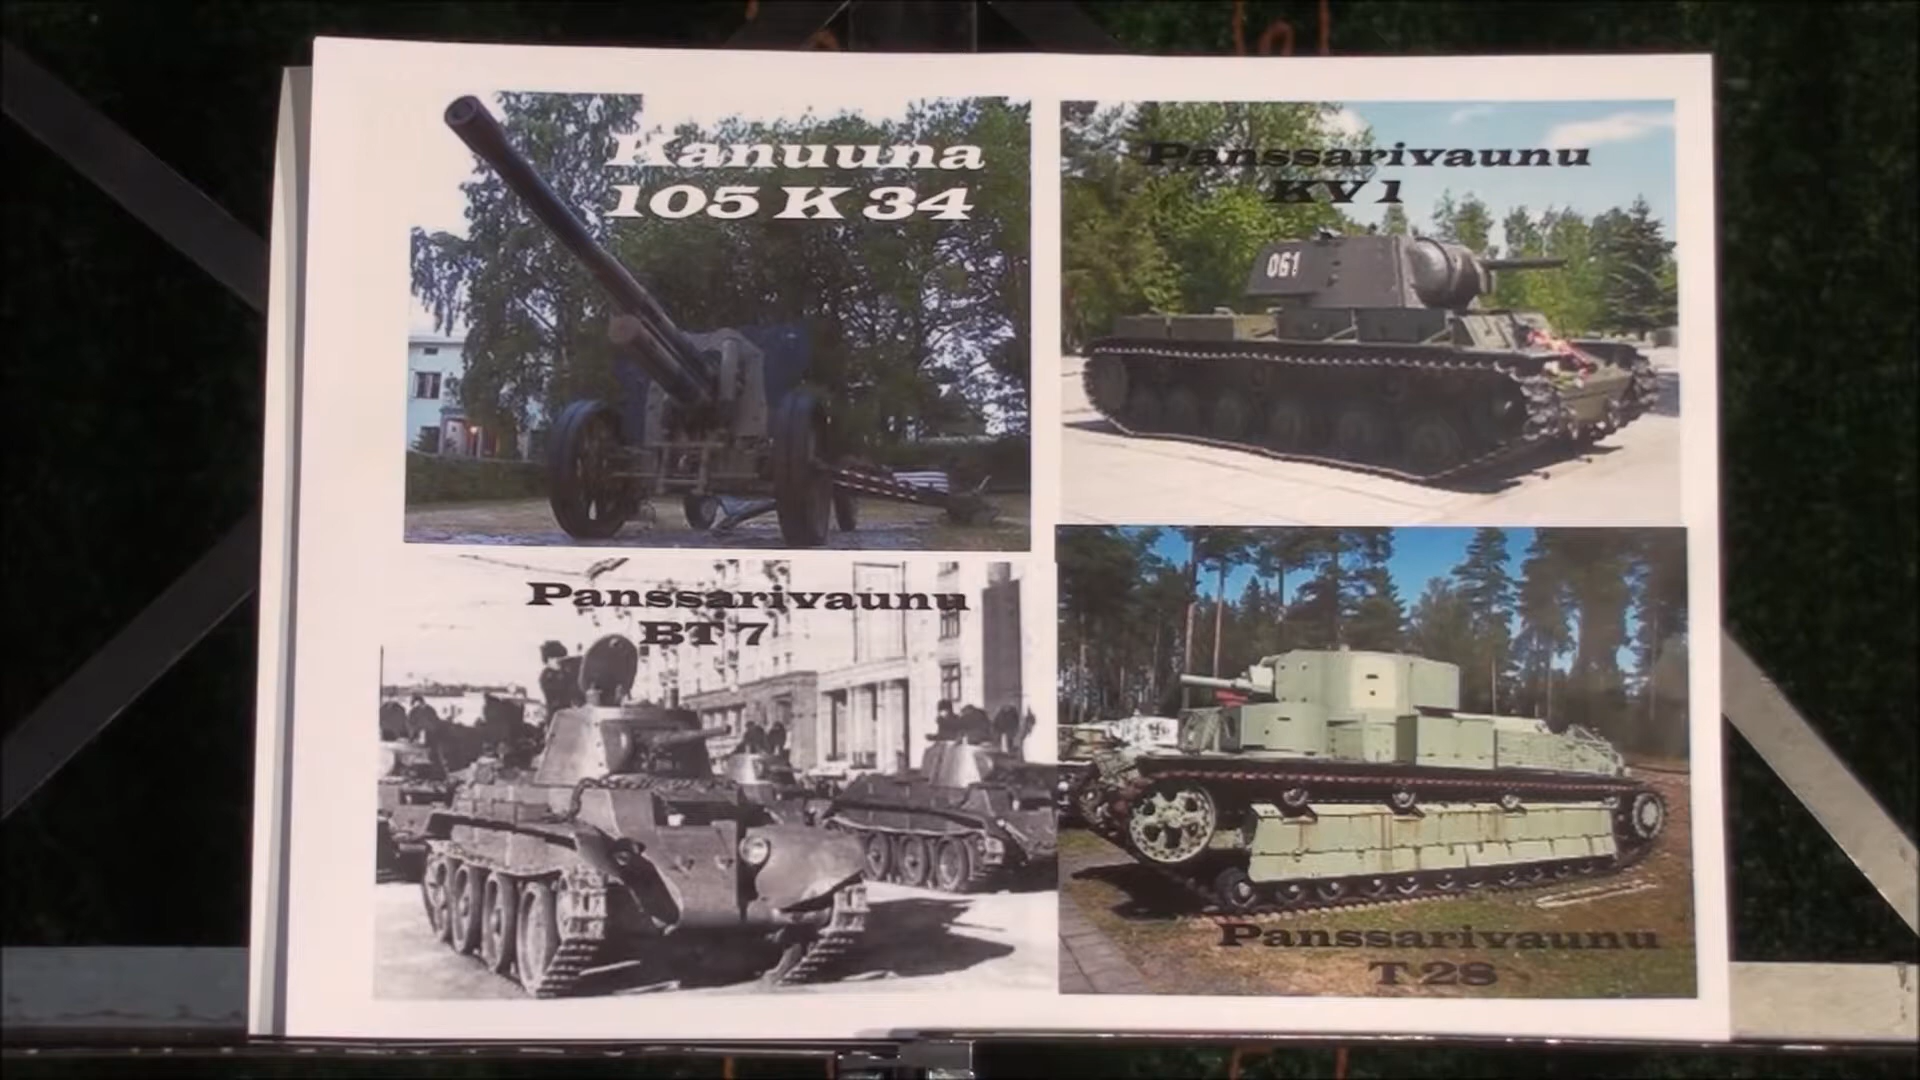 Kanuuna
105 K 34
Panssarivaunu
KV 1
061
Panssarivaunu
BT 7
Panssarivaunu
T 28